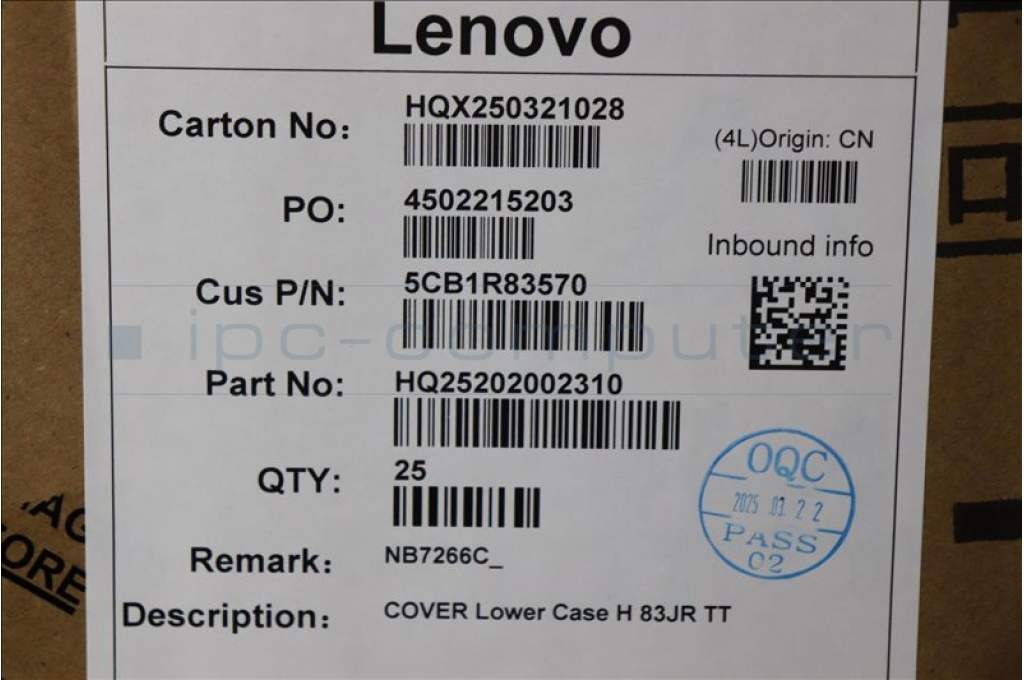 Lenovo
Carton No: HQX250321028
(4L)Origin: CN
PO: 4502215203
Inbound info
Cus P/N: 5CB1R83570
ipc-computer
Part No: HQ25202002310
QTY: 25
OQC
2025 03 22
PASS
02
Remark: NB7266C_
Description: COVER Lower Case H 83JR TT